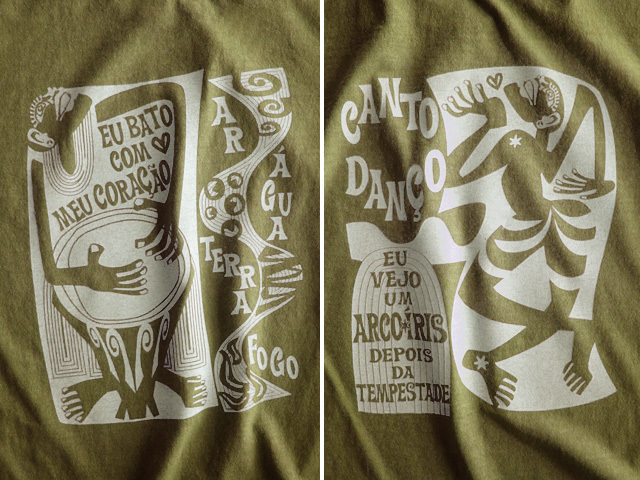 EU BATO
COM
MEU CORAÇÃO
AR
ÁGUA
TERRA
FOGO
CANTO
DANÇO
EU
VEJO
UM
ARCO-ÍRIS
DEPOIS
DA
TEMPESTADE